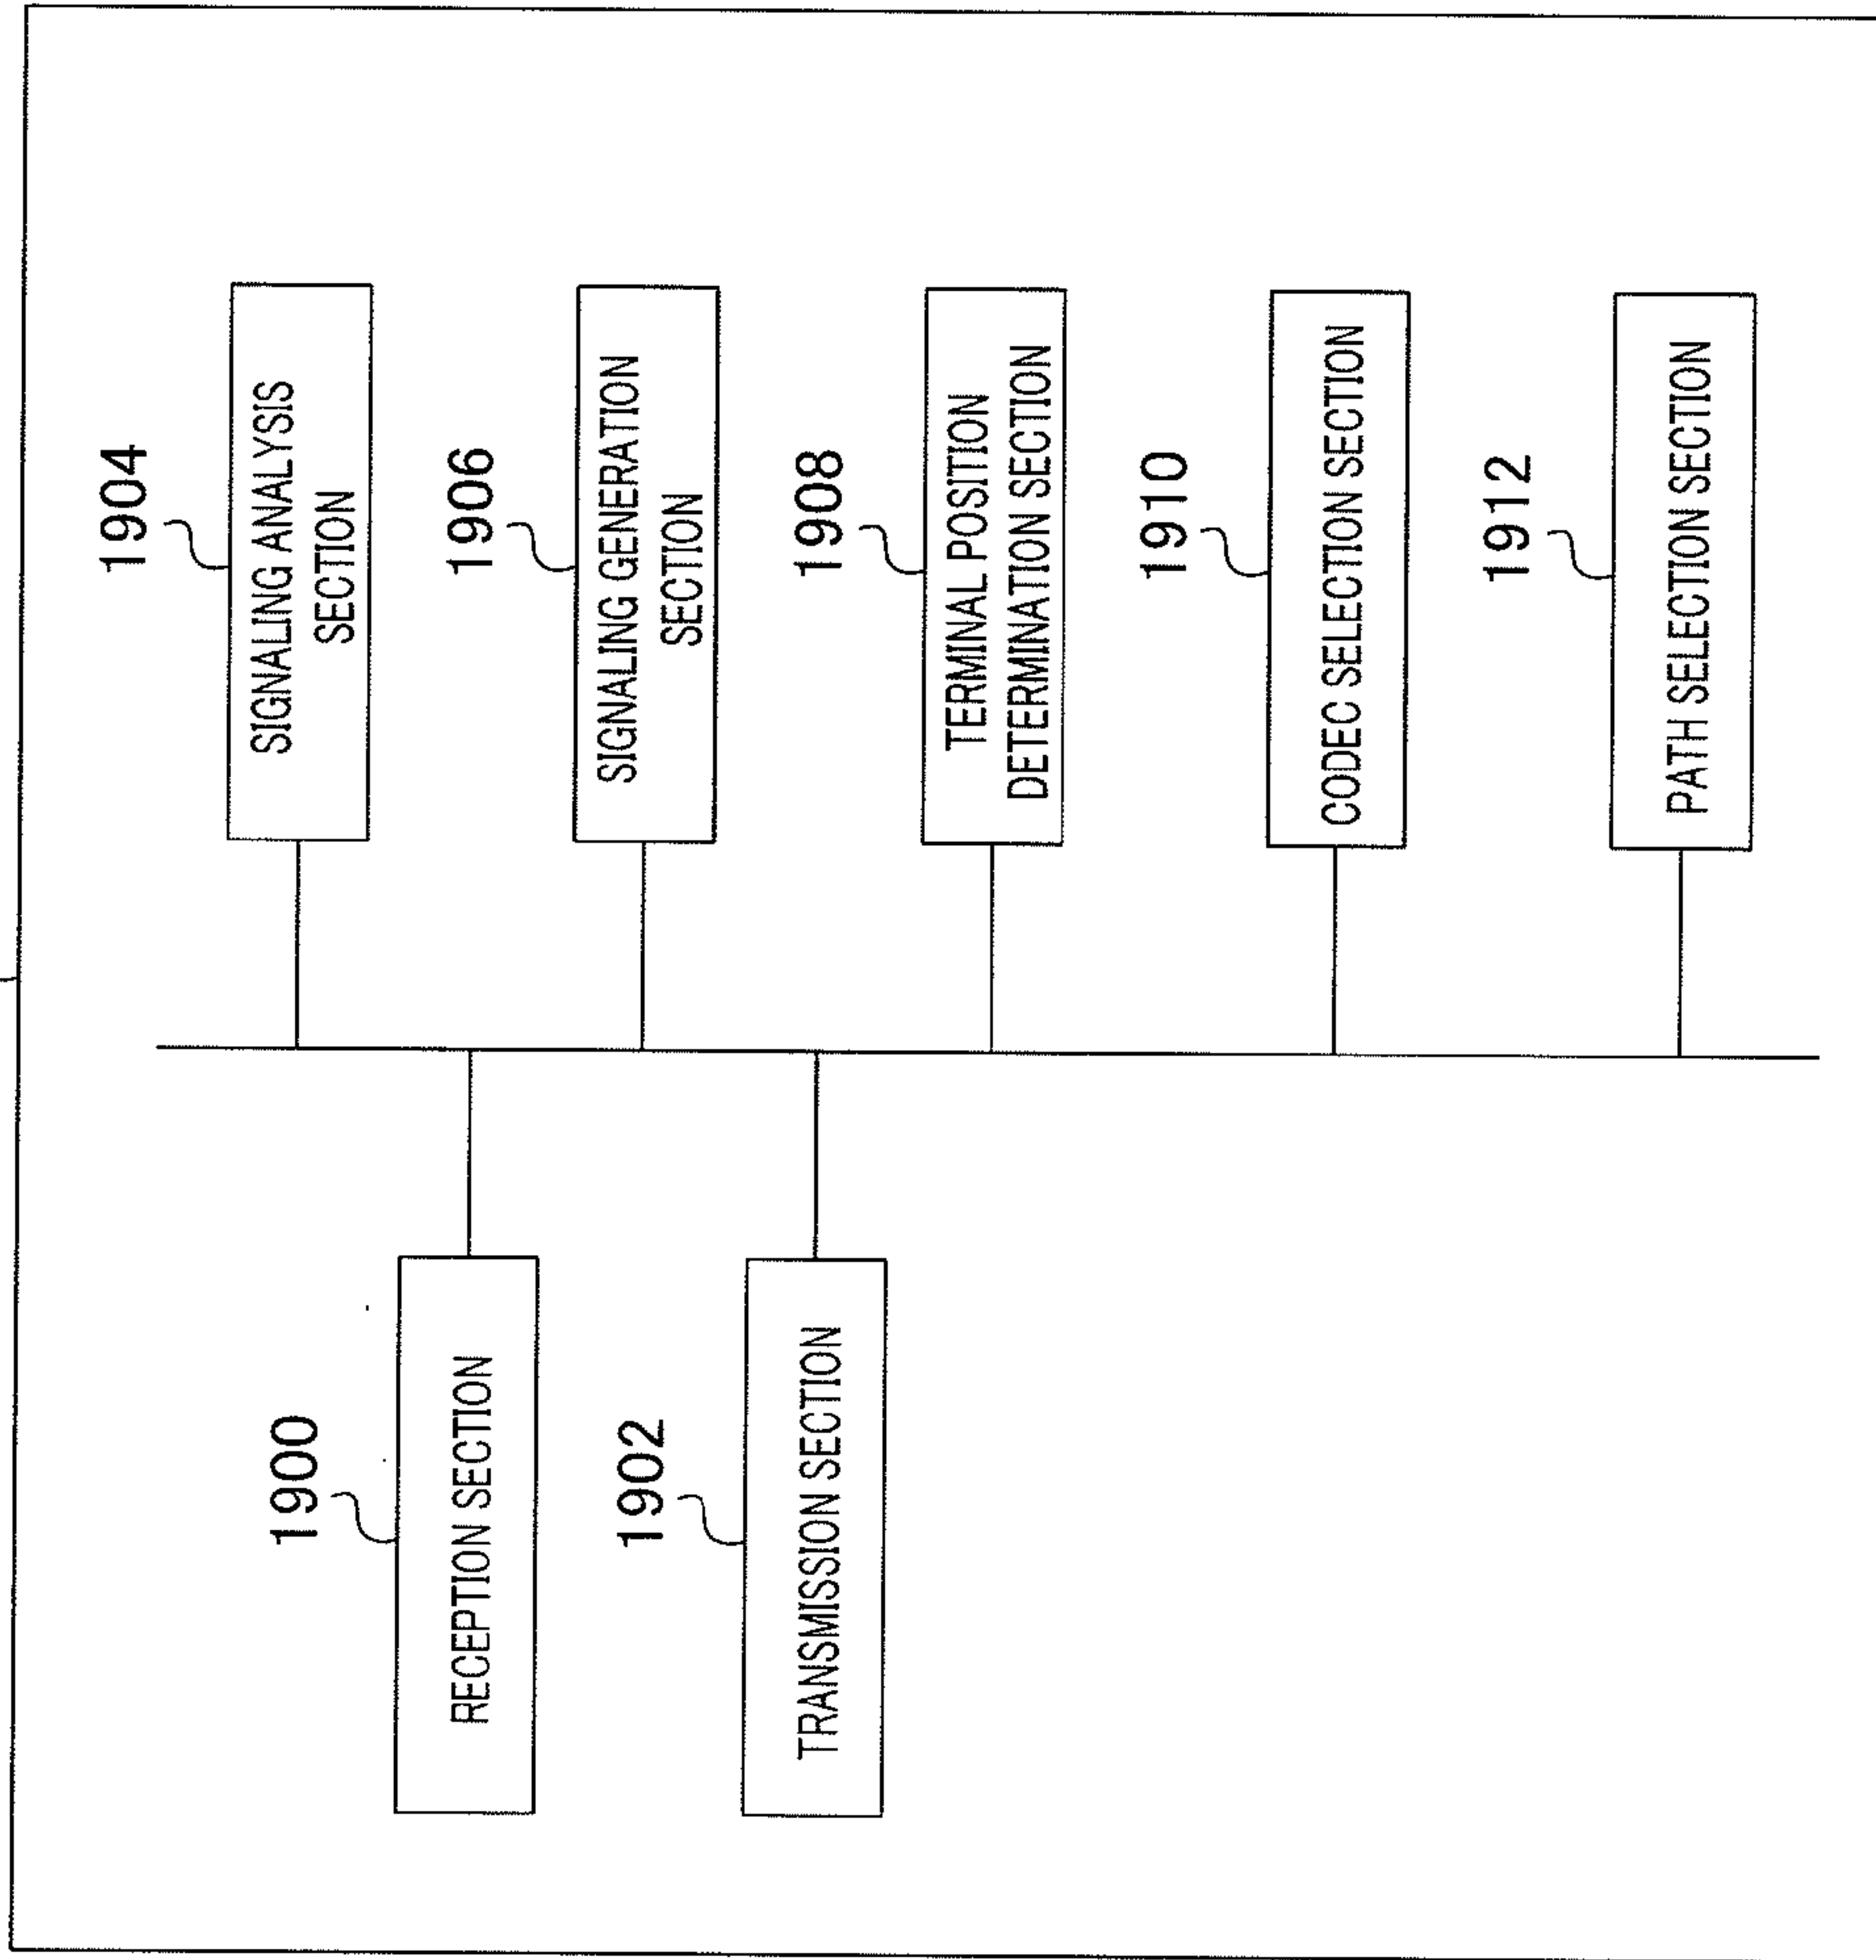 1900
RECEPTION SECTION
1902
TRANSMISSION SECTION
1904
SIGNALING ANALYSIS
SECTION
1906
SIGNALING GENERATION
SECTION
1908
TERMINAL POSITION
DETERMINATION SECTION
1910
CODEC SELECTION SECTION
1912
PATH SELECTION SECTION